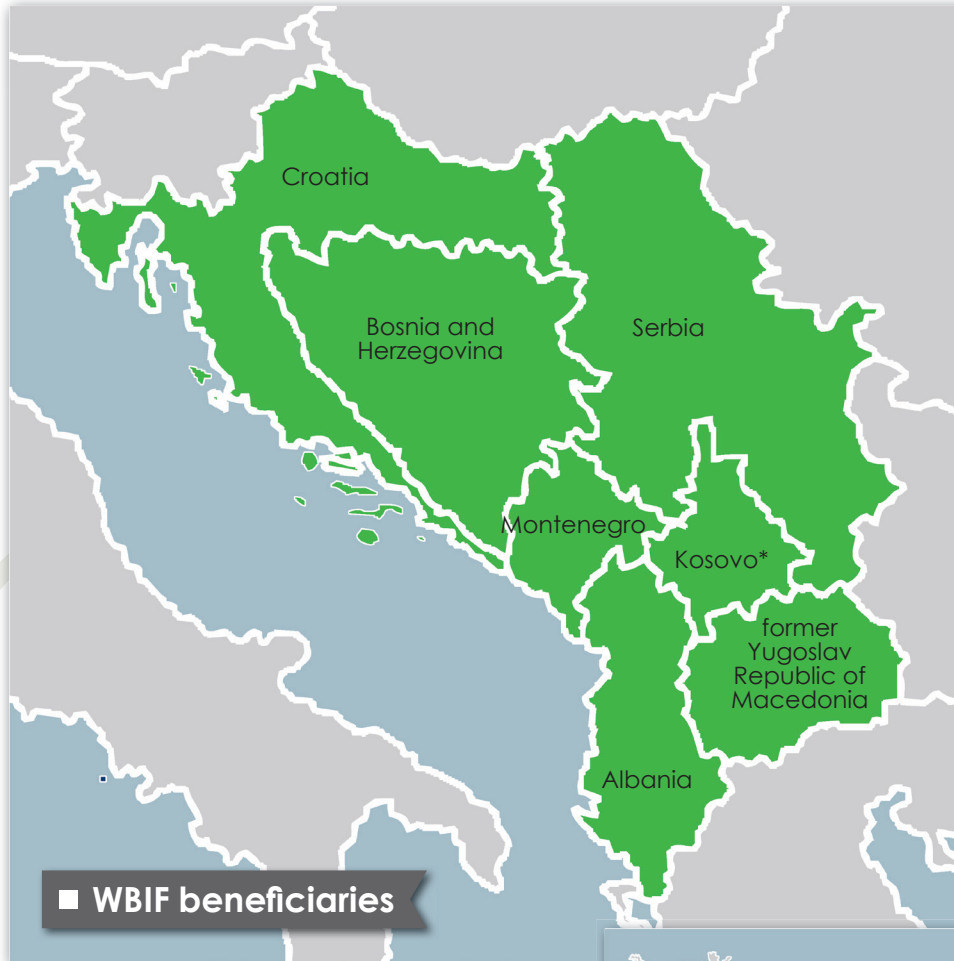 Croatia
Bosnia and
Herzegovina
Serbia
Montenegro
Kosovo*
former
Yugoslav
Republic of
Macedonia
Albania
WBIF beneficiaries